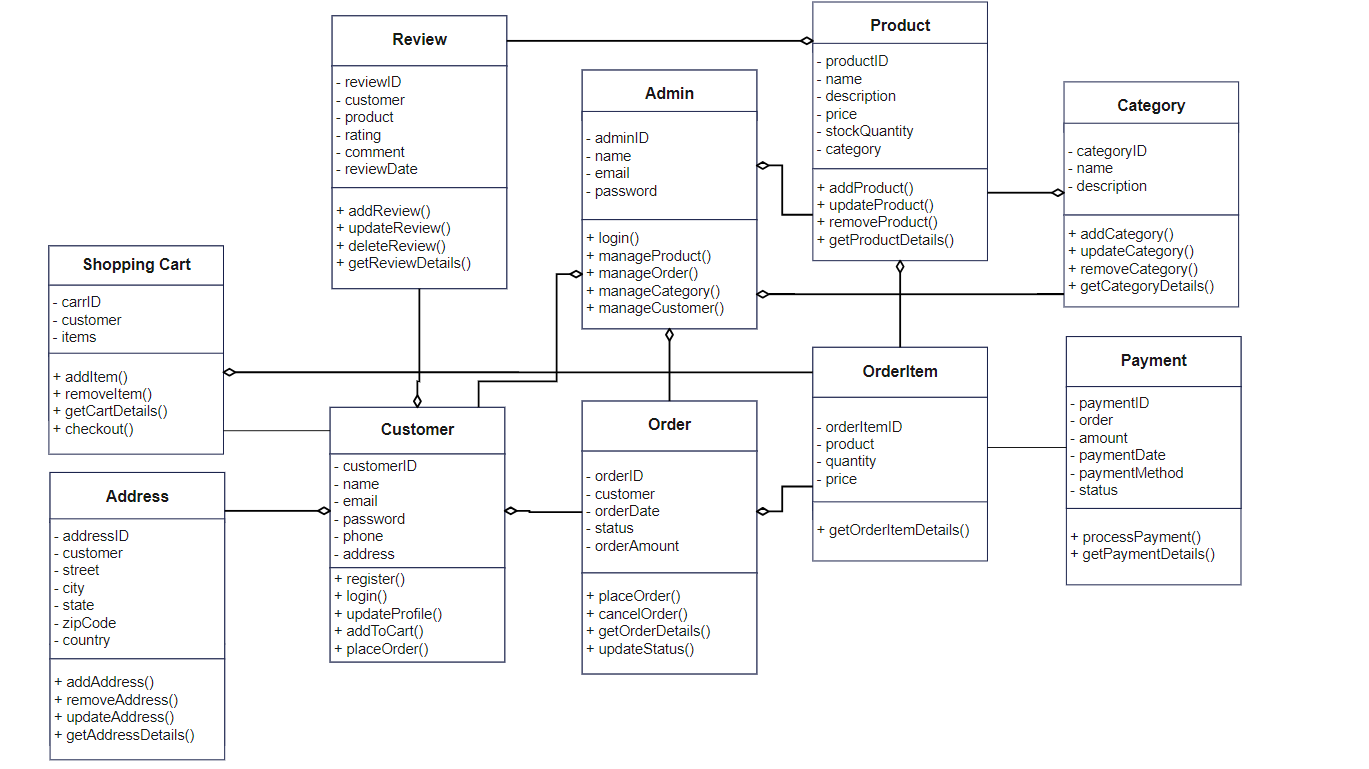 Review
- reviewID
- customer
- product
- rating
- comment
- reviewDate
+ addReview()
+ updateReview()
+ deleteReview()
+ getReviewDetails()
Admin
- adminID
- name
- email
- password
+ login()
+ manageProduct()
+ manageOrder()
+ manageCategory()
+ manageCustomer()
Product
- productID
- name
- description
- price
- stockQuantity
- category
+ addProduct()
+ updateProduct()
+ removeProduct()
+ getProductDetails()
Category
- categoryID
- name
- description
+ addCategory()
+ updateCategory()
+ removeCategory()
+ getCategoryDetails()
Shopping Cart
- carrID
- customer
- items
+ addItem()
+ removeItem()
+ getCartDetails()
+ checkout()
Address
- addressID
- customer
- street
- city
- state
- zipCode
- country
+ addAddress()
+ removeAddress()
+ updateAddress()
+ getAddressDetails()
Customer
- customerID
- name
- email
- password
- phone
- address
+ register()
+ login()
+ updateProfile()
+ addToCart()
+ placeOrder()
Order
- orderID
- customer
- orderDate
- status
- orderAmount
+ placeOrder()
+ cancelOrder()
+ getOrderDetails()
+ updateStatus()
OrderItem
- orderItemID
- product
- quantity
- price
+ getOrderItemDetails()
Payment
- paymentID
- order
- amount
- paymentDate
- paymentMethod
- status
+ processPayment()
+ getPaymentDetails()